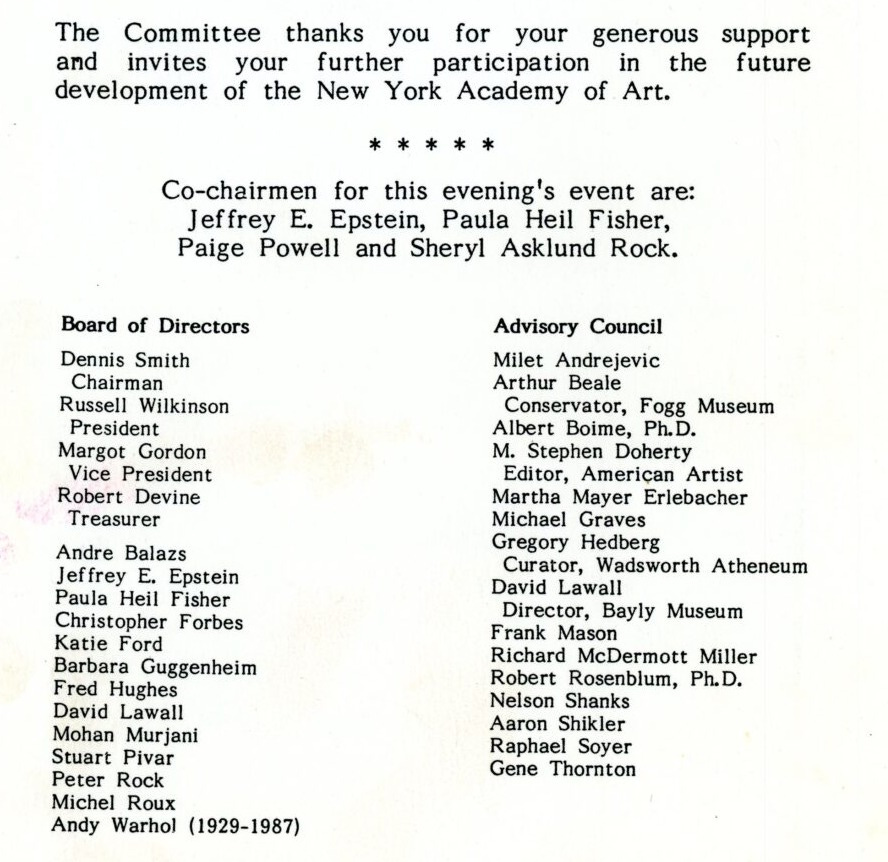 The Committee thanks you for your generous support
and invites your further participation in the future
development of the New York Academy of Art.
* * * * *
Co-chairmen for this evening's event are:
Jeffrey E. Epstein, Paula Heil Fisher,
Paige Powell and Sheryl Asklund Rock.
Board of Directors
Dennis Smith
Chairman
Russell Wilkinson
President
Margot Gordon
Vice President
Robert Devine
Treasurer
Andre Balazs
Jeffrey E. Epstein
Paula Heil Fisher
Christopher Forbes
Katie Ford
Barbara Guggenheim
Fred Hughes
David Lawall
Mohan Murjani
Stuart Pivar
Peter Rock
Michel Roux
Andy Warhol (1929-1987)
Advisory Council
Milet Andrejevic
Arthur Beale
Conservator, Fogg Museum
Albert Boime, Ph.D.
M. Stephen Doherty
Editor, American Artist
Martha Mayer Erlebacher
Michael Graves
Gregory Hedberg
Curator, Wadsworth Atheneum
David Lawall
Director, Bayly Museum
Frank Mason
Richard McDermott Miller
Robert Rosenblum, Ph.D.
Nelson Shanks
Aaron Shikler
Raphael Soyer
Gene Thornton